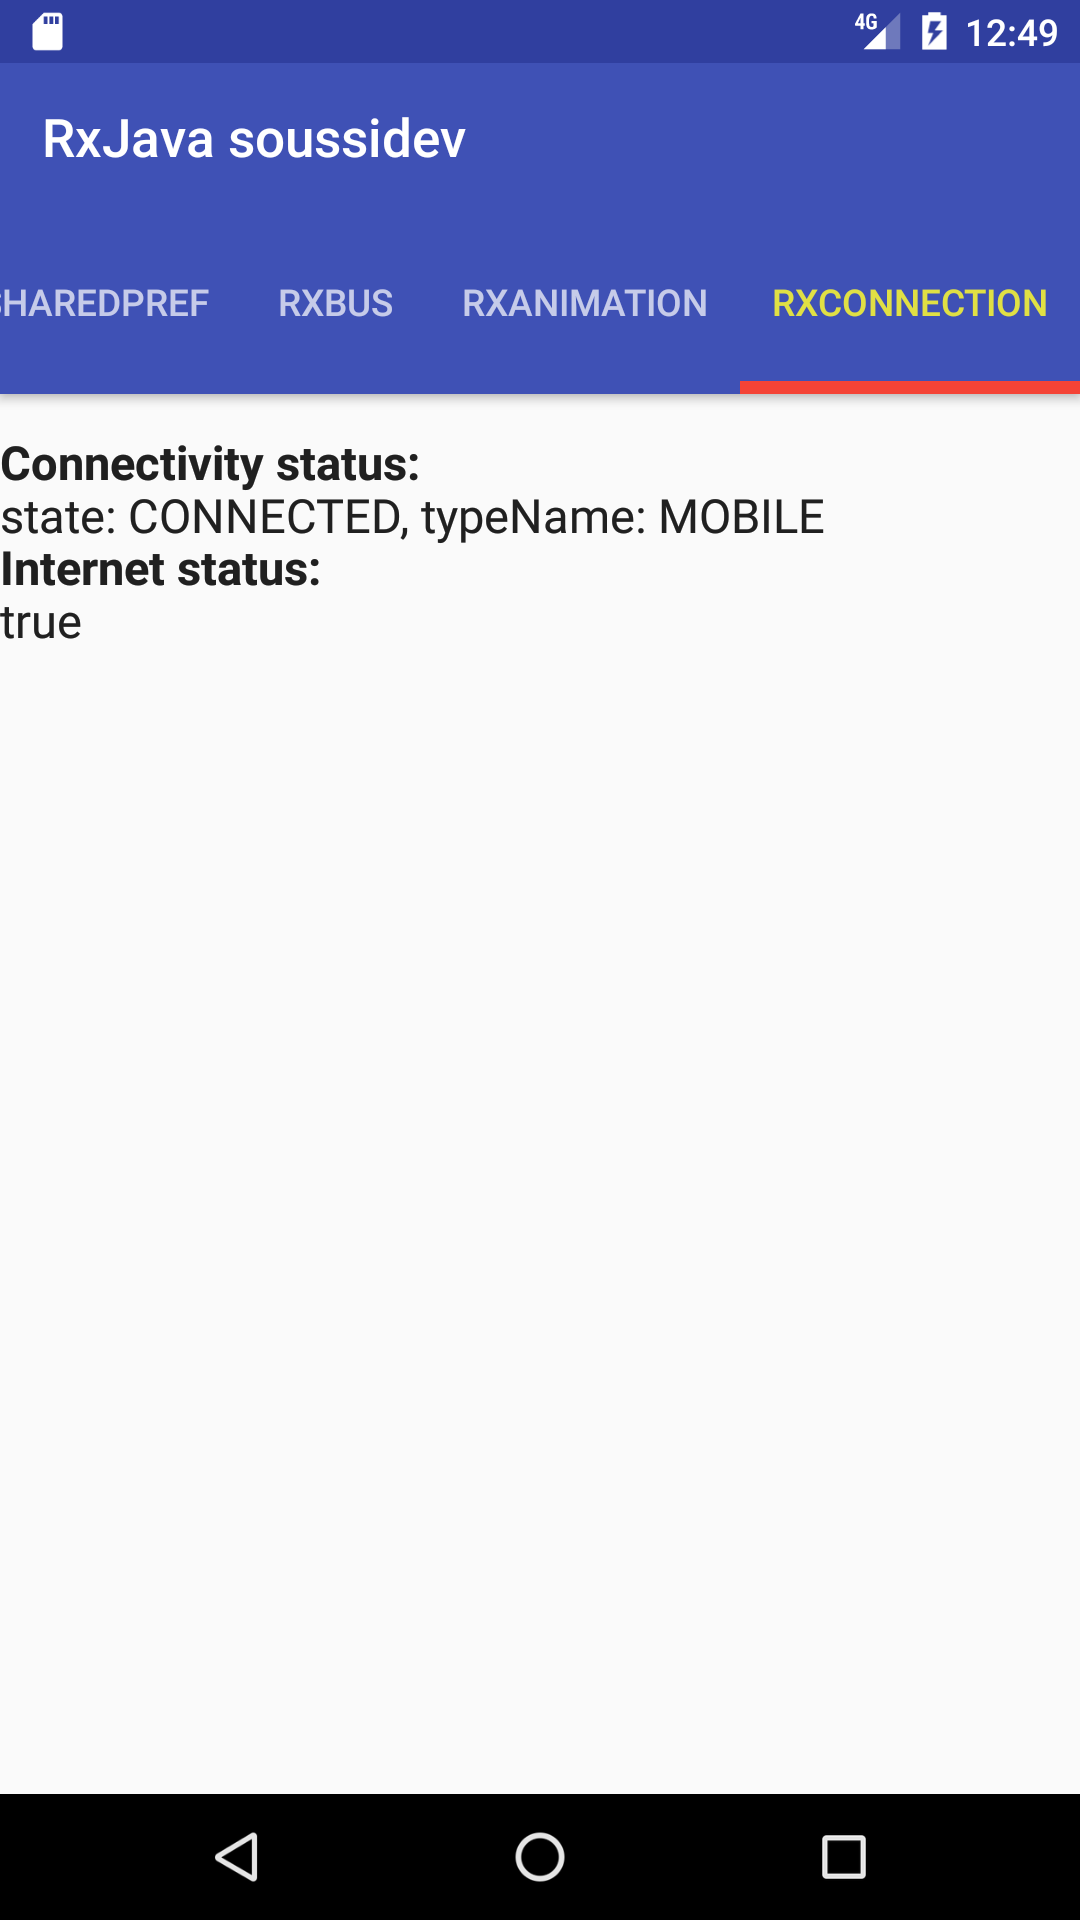 4G 12:49
RxJava soussidev
HAREDPREF RXBUS RXANIMATION RXCONNECTION
Connectivity status:
state: CONNECTED, typeName: MOBILE
Internet status:
true